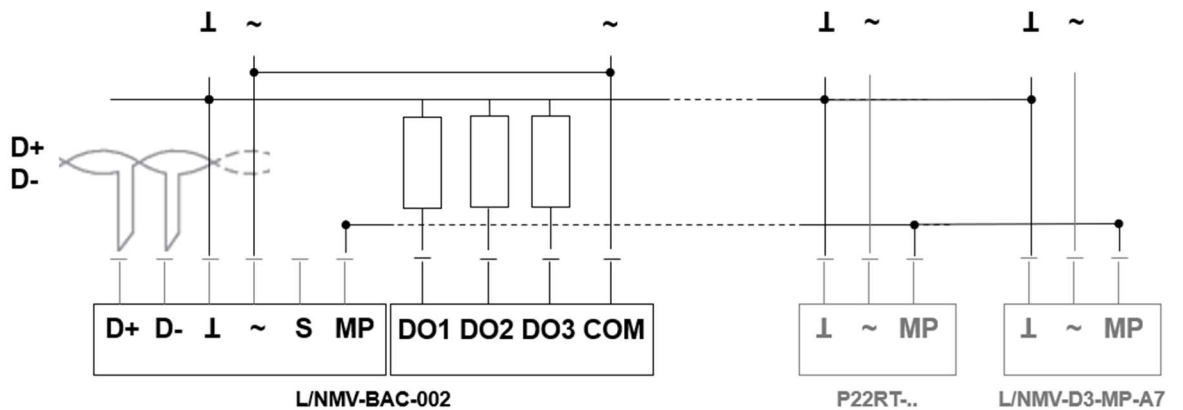 ⊥ ~ ~ ⊥ ~ ⊥ ~
D+
D-
D+ D- ⊥ ~ S MP DO1 DO2 DO3 COM ⊥ ~ MP ⊥ ~ MP
L/NMV-BAC-002 P22RT-.. L/NMV-D3-MP-A7